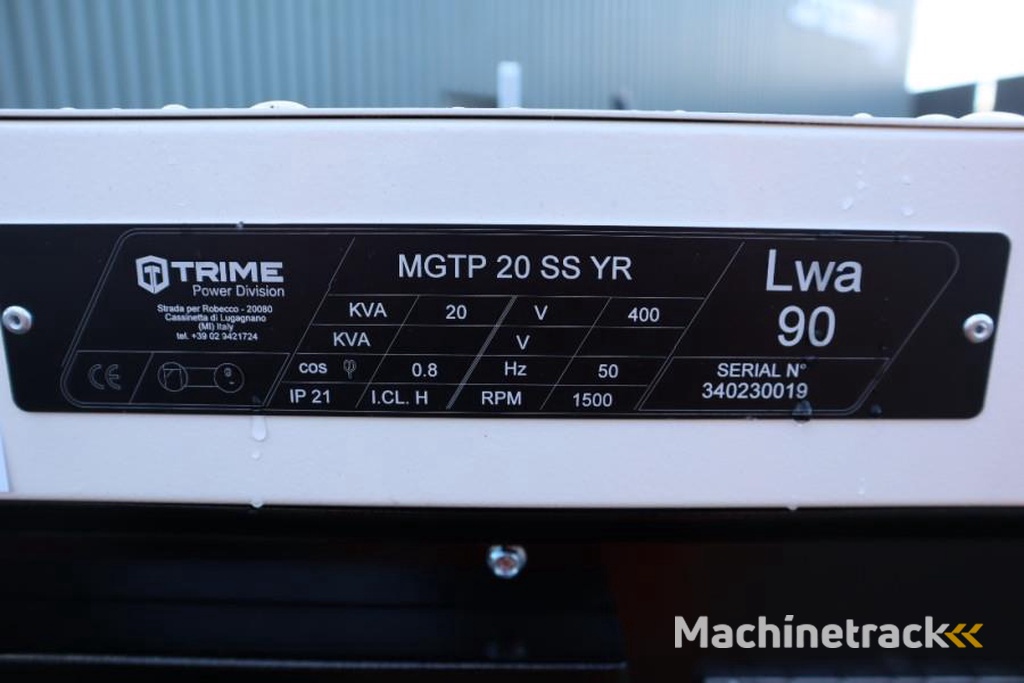 TRIME
Power Division
Strada per Robecco - 20080
Cassinetta di Lugagnano
(MI) Italy
tel. +39 02 9421724
CE
MGTP 20 SS YR
KVA 20 V 400
KVA V
cos φ 0.8 Hz 50
IP 21 I.CL. H RPM 1500
Lwa
90
SERIAL N°
340230019
Machinetrack